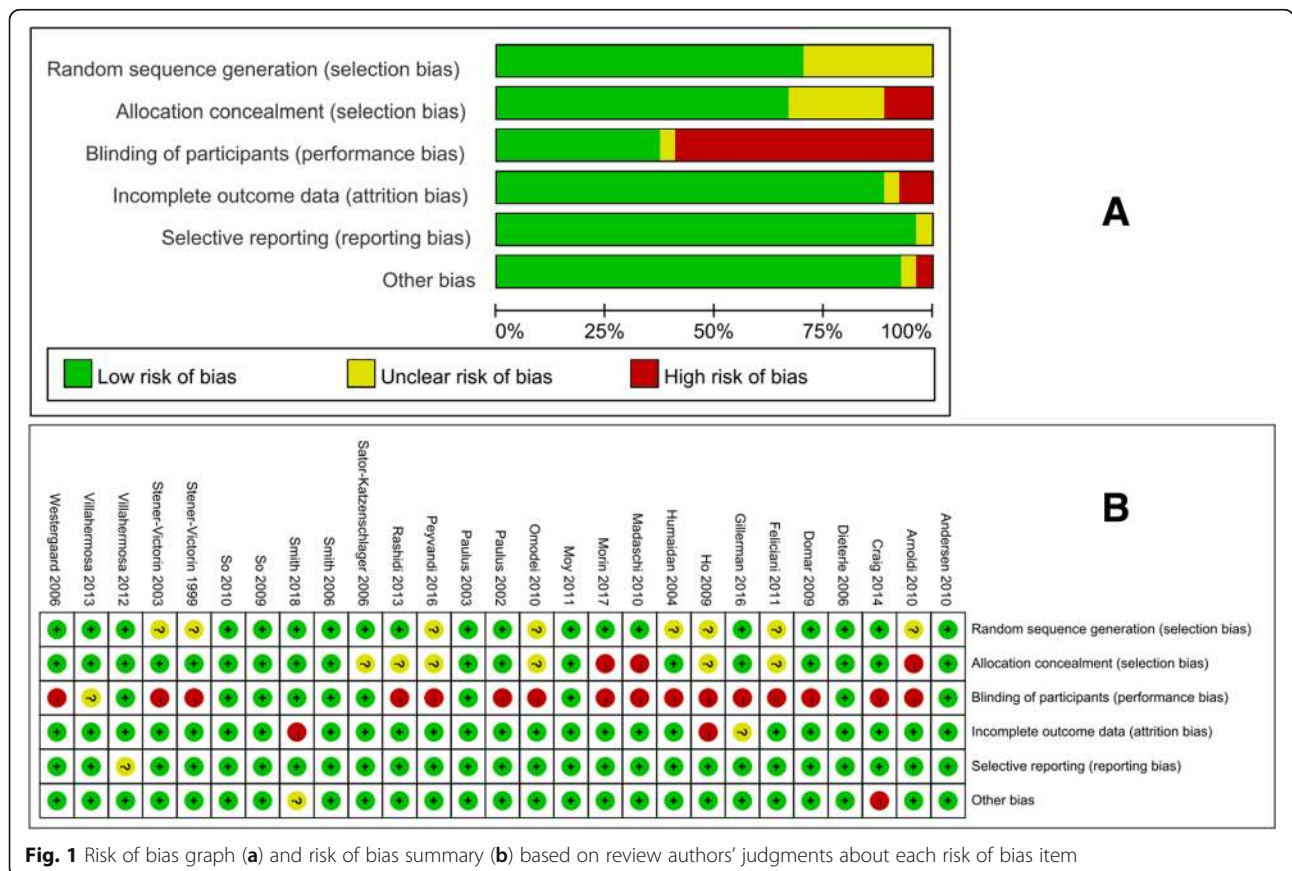 Random sequence generation (selection bias)
Allocation concealment (selection bias)
Blinding of participants (performance bias)
Incomplete outcome data (attrition bias)
Selective reporting (reporting bias)
Other bias
0% 25% 50% 75% 100%
Low risk of bias Unclear risk of bias High risk of bias
A
B
Westergaard 2006
Villahermosa 2013
Villahermosa 2012
Stener-Victorin 2003
Stener-Victorin 1999
So 2010
So 2009
Smith 2018
Smith 2006
Sator-Katzenschlager 2006
Rashidi 2013
Peyvandi 2016
Paulus 2003
Paulus 2002
Omodei 2010
Moy 2011
Morin 2017
Madaschi 2010
Humaidan 2004
Ho 2009
Gillerman 2016
Feliciani 2011
Domar 2009
Dieterle 2006
Craig 2014
Arnoldi 2010
Andersen 2010
+ + + ? ? + + + + + + ? + + ? + + + ? ? + ? + + + ? + Random sequence generation (selection bias)
+ + + + + + + + + ? ? ? + + ? + - - + ? + ? + + + - + Allocation concealment (selection bias)
- ? + - - + + + + + - - + - - + - - - - - - - + - - + Blinding of participants (performance bias)
+ + + + + + + - + + + + + + + + + + + - ? + + + + + + Incomplete outcome data (attrition bias)
+ + ? + + + + + + + + + + + + + + + + + + + + + + + + Selective reporting (reporting bias)
+ + + + + + + ? + + + + + + + + + + + + + + + + - + + Other bias
Fig. 1 Risk of bias graph (a) and risk of bias summary (b) based on review authors' judgments about each risk of bias item